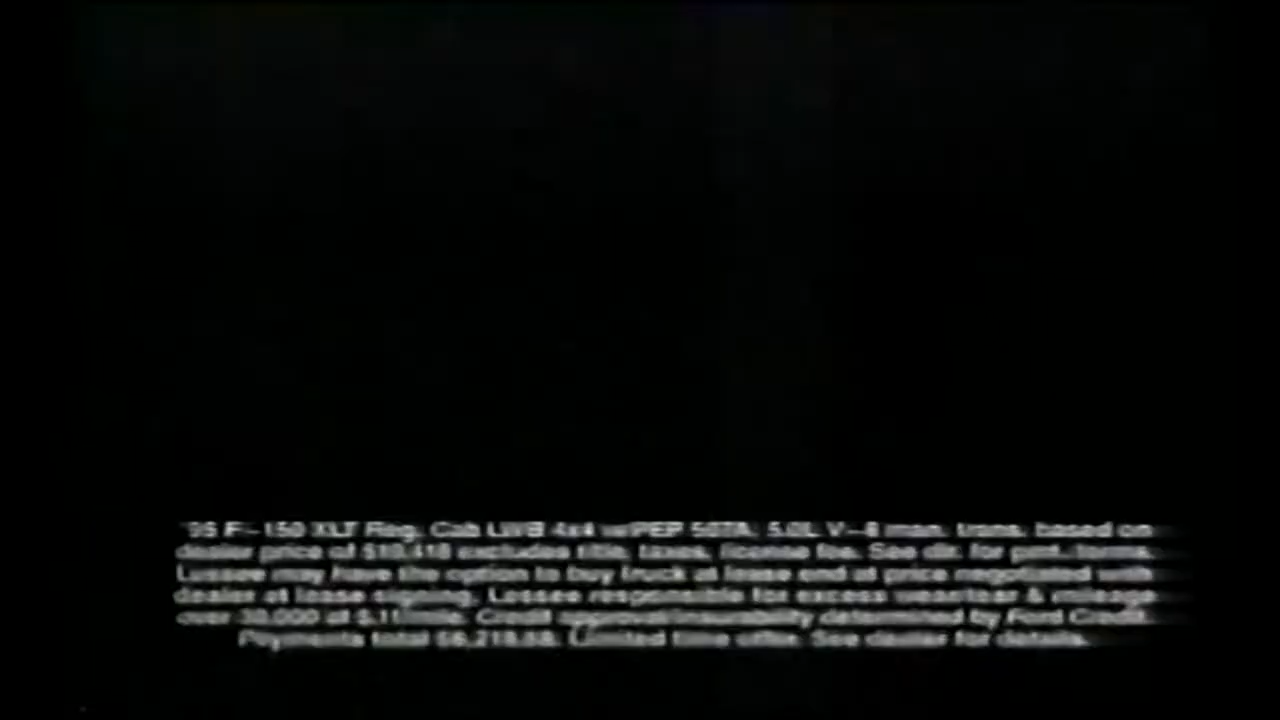 '95 F-150 XLT Reg. Cab LWB 4x4 w/PEP 507A, 5.0L V-8 man. trans. based on
dealer price of excludes title, taxes, license fee. See dlr. for pmt. terms.
Lessee may have the option to buy truck at lease end at price negotiated with
dealer at lease signing. Lessee responsible for excess wear/tear & mileage
over 30,000 at $.11/mile. Credit approval/insurability determined by Ford Credit.
Payments total Limited time offer. See dealer for details.